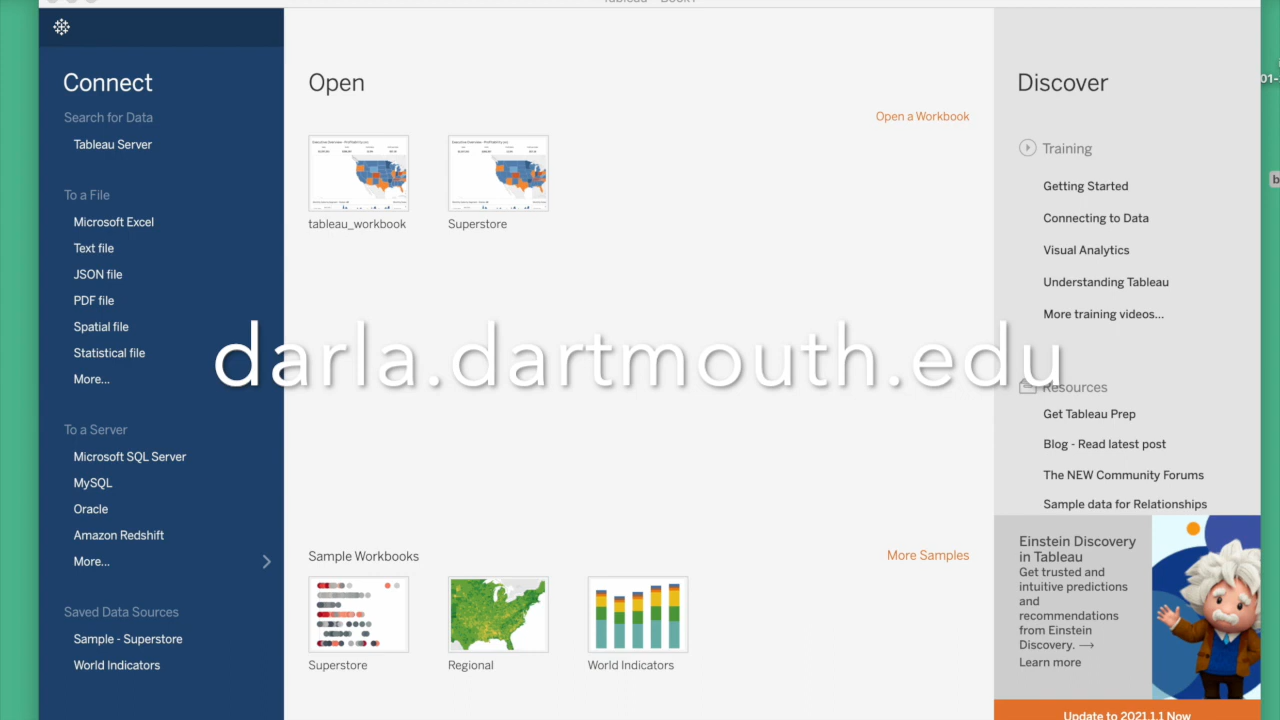 Tableau - Book1
Connect
Search for Data
Tableau Server
To a File
Microsoft Excel
Text file
JSON file
PDF file
Spatial file
Statistical file
More...
To a Server
Microsoft SQL Server
MySQL
Oracle
Amazon Redshift
More...
Saved Data Sources
Sample - Superstore
World Indicators
Open
Open a Workbook
tableau_workbook
Superstore
darla.dartmouth.edu
Sample Workbooks
More Samples
Superstore
Regional
World Indicators
Discover
Training
Getting Started
Connecting to Data
Visual Analytics
Understanding Tableau
More training videos...
Resources
Get Tableau Prep
Blog - Read latest post
The NEW Community Forums
Sample data for Relationships
Einstein Discovery
in Tableau
Get trusted and
intuitive predictions
and
recommendations
from Einstein
Discovery. →
Learn more
Update to 2021.1.1 Now
01-
b